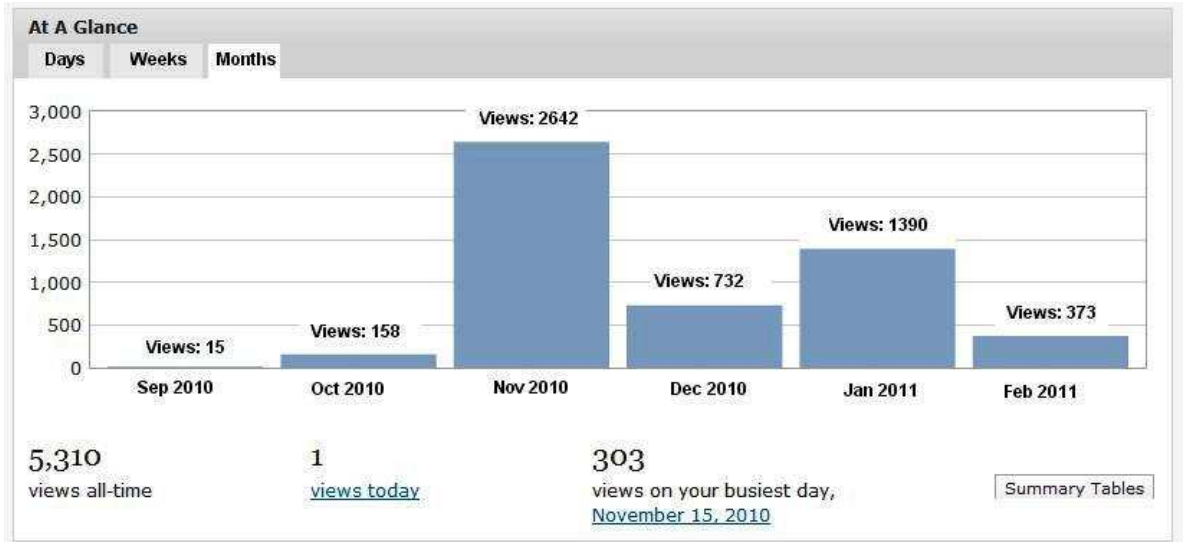 At A Glance
Days Weeks Months
3,000
Views: 2642
2,500
2,000
1,500
Views: 1390
1,000
Views: 732
500
Views: 373
Views: 158
Views: 15
0
Sep 2010 Oct 2010 Nov 2010 Dec 2010 Jan 2011 Feb 2011
5,310 1 303
views all-time views today views on your busiest day, Summary Tables
November 15, 2010